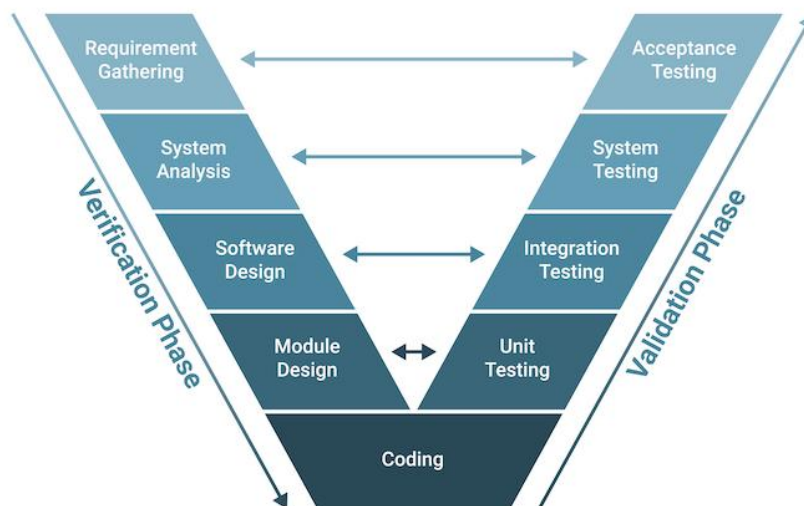 Requirement
Gathering
Acceptance
Testing
System
Analysis
System
Testing
Verification Phase
Software
Design
Integration
Testing
Validation Phase
Module
Design
Unit
Testing
Coding